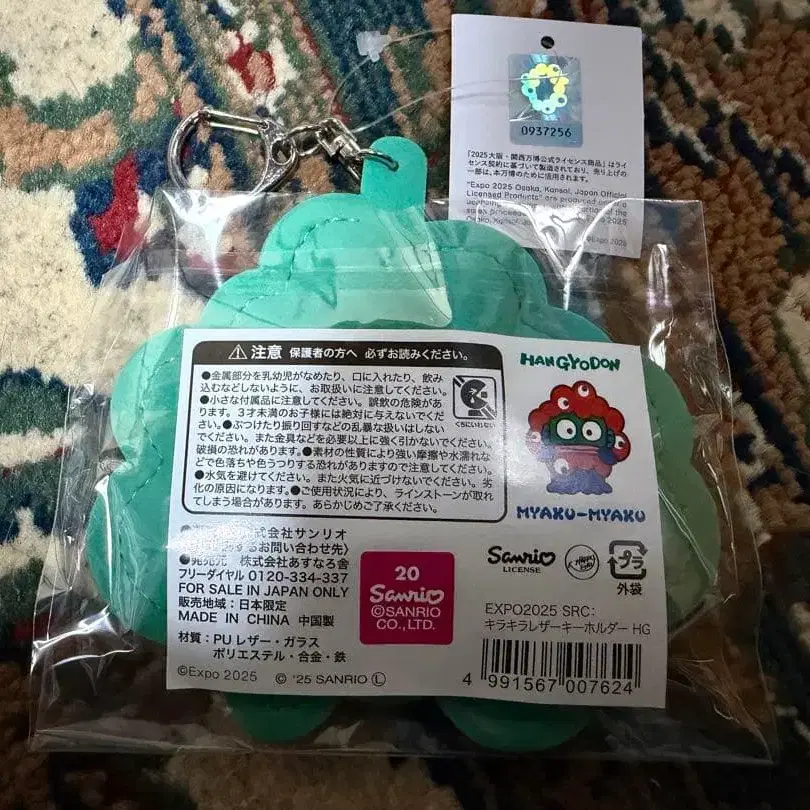 0937256
「2025大阪・関西万博公式ライセンス商品」はライ
センス契約に基づいて製造されており、売り上げの
一部は、本万博のために活用されます。
"Expo 2025 Osaka, Kansai, Japan Official
Licensed Products" are produced under a
©Expo 2025
⚠注意 保護者の方へ 必ずお読みください。
●金属部分を乳幼児がなめたり、口に入れたり、飲み
込むなどしないように、お取扱いに注意してください。
●小さな付属品に注意してください。誤飲の危険があ
ります。3才未満のお子様には絶対に与えないでくだ
さい。●ぶつけたり振り回すなどの乱暴な扱いはしない
でください。また金具などを必要以上に強く引かないでください。
破損の恐れがあります。●素材の性質により強い摩擦や水濡れな
どで色落ちや色うつりする恐れがありますので注意してください。
●水気を避けてください。また火気に近づけないでください。劣
化の原因になります。●ご使用状況により、ラインストーンが取れ
てしまう場合があります。あらかじめご了承ください。
くちにいれない
HANGYODON
MYAKU-MYAKU
株式会社サンリオ
するお問い合わせ先〉
●発売元 株式会社あすなろ舎
フリーダイヤル 0120-334-337
FOR SALE IN JAPAN ONLY
販売地域：日本限定
MADE IN CHINA 中国製
材質：PUレザー・ガラス
ポリエステル・合金・鉄
©Expo 2025 © '25 SANRIO Ⓛ
20
Sanrio
©SANRIO
CO.,LTD.
Sanrio
LICENSE
プラ
外袋
EXPO2025 SRC:
キラキラレザーキーホルダー HG
4 991567 007624